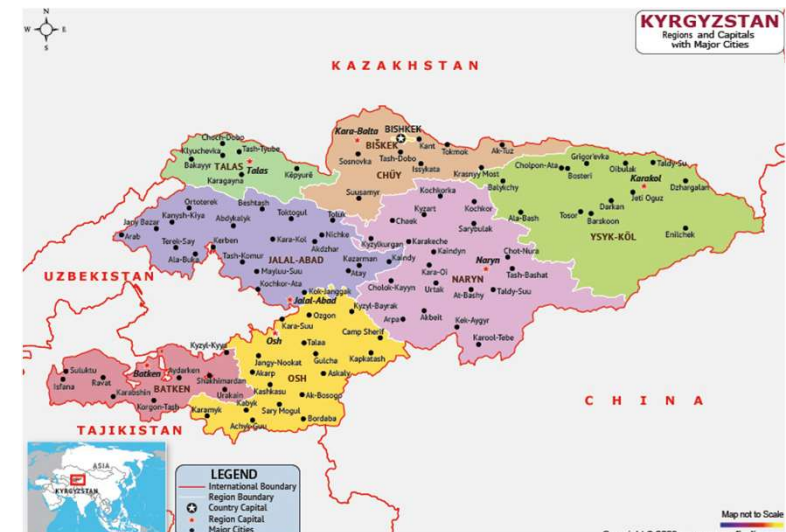 KYRGYZSTAN
Regions and Capitals
with Major Cities
N
W
E
S
KAZAKHSTAN
Choch-Dobo
Klyuchevka
Tash-Tyube
Bakayyr
TALAS
Talas
Karagayna
Këpyurë
Kara-Balta
BISHKEK
BISKEK
Kant
Tokmok
Ak-Tuz
Sosnovka
Tash-Dobo
Issykata
CHÜY
Krasnyy Most
Suusamyr
Cholpon-Ata
Grigor'evka
Bosteri
Oibulak
Taldy-Su
Karakol
Dzhargalan
Balykchy
Jeti Oguz
Darkan
Ala-Bash
Tosor
Barskoon
YSYK-KÖL
Enilchek
Ortoterek
Beshtash
Jany Bazar
Kanysh-Kiya
Abdykalyk
Toktogul
Toluk
Arab
Terek-Say
Kerben
Kara-Kol
Nichke
Akdzhar
Ala-Buka
Tash-Komur
JALAL-ABAD
Kazarman
Mayluu-Suu
Atay
Kochkor-Ata
Kok-Janggak
Jalal-Abad
Kochkorka
Kyzart
Kochkor
Chaek
Sarybulak
Kyzylkurgan
Karakeche
Kaindy
Kaindyn
Chot-Nura
Naryn
Kara-Oi
NARYN
Tash-Bashat
Cholok-Kayyn
Urtak
At-Bashy
Taldy-Suu
Arpa
Akbeit
Kek-Aygyr
Karool-Tebe
UZBEKISTAN
Kyzyl-Bayrak
Ozgon
Kara-Suu
Camp Sherif
Osh
Talaa
Kyzyl-Kyya
Jangy-Nookat
Gulcha
Kapkatash
Akarp
OSH
Askaly
Kashkasu
Ak-Bosogo
Kabyk
Sary Mogul
Karamyk
Bordaba
Suluktu
Batken
Aydarken
Isfana
Ravat
Shakhimardan
Karabshin
BATKEN
Urakain
Korgon-Tash
TAJIKISTAN
CHINA
ASIA
KYRGYZSTAN
LEGEND
International Boundary
Region Boundary
Country Capital
Region Capital
Major Cities
Map not to Scale